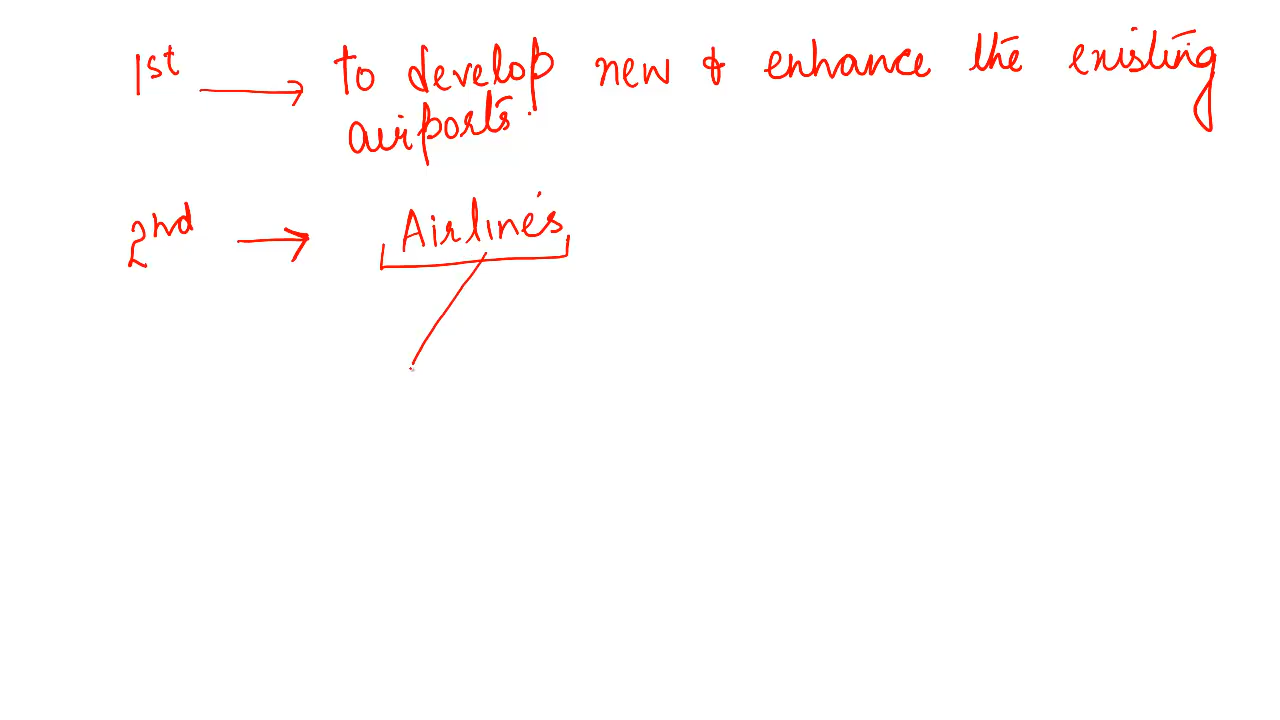 1st → to develop new & enhance the existing
airports.
2nd → Airlines